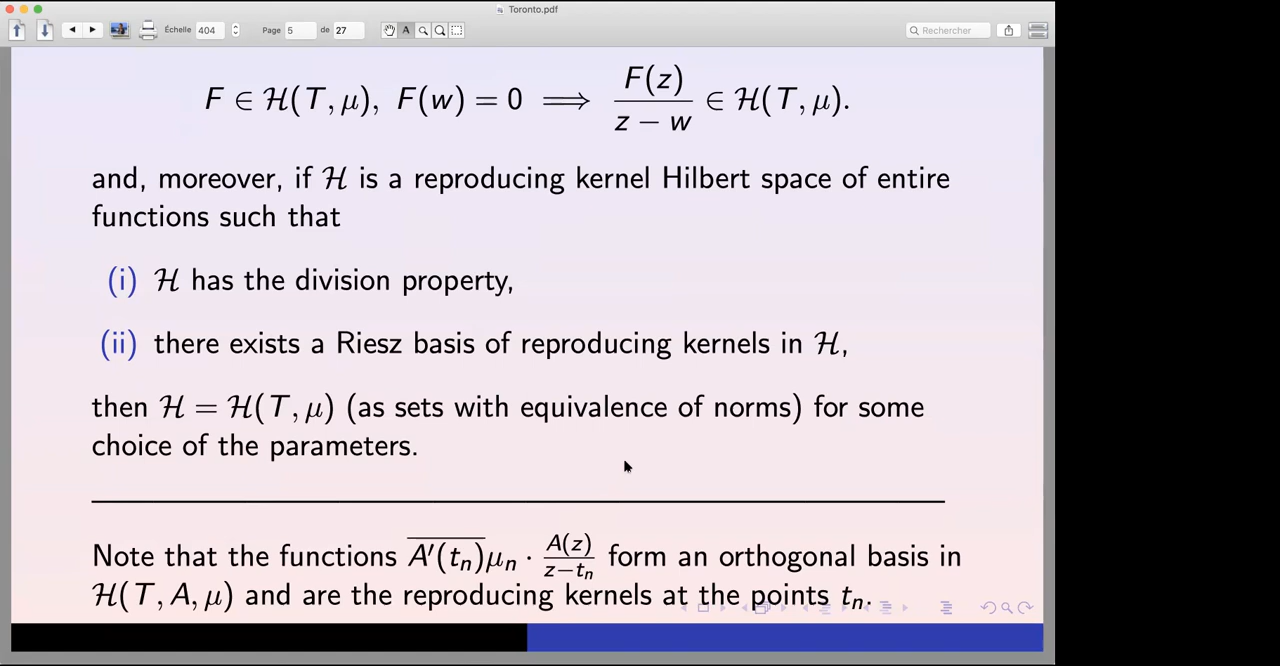 Toronto.pdf
Échelle 404 Page 5 de 27 Rechercher
F ∈ ℋ(T, μ), F(w) = 0 ⟹ F(z)/(z − w) ∈ ℋ(T, μ).
and, moreover, if ℋ is a reproducing kernel Hilbert space of entire
functions such that
(i) ℋ has the division property,
(ii) there exists a Riesz basis of reproducing kernels in ℋ,
then ℋ = ℋ(T, μ) (as sets with equivalence of norms) for some
choice of the parameters.
Note that the functions \overline{A′(tₙ)}μₙ · A(z)/(z−tₙ) form an orthogonal basis in
ℋ(T, A, μ) and are the reproducing kernels at the points tₙ.